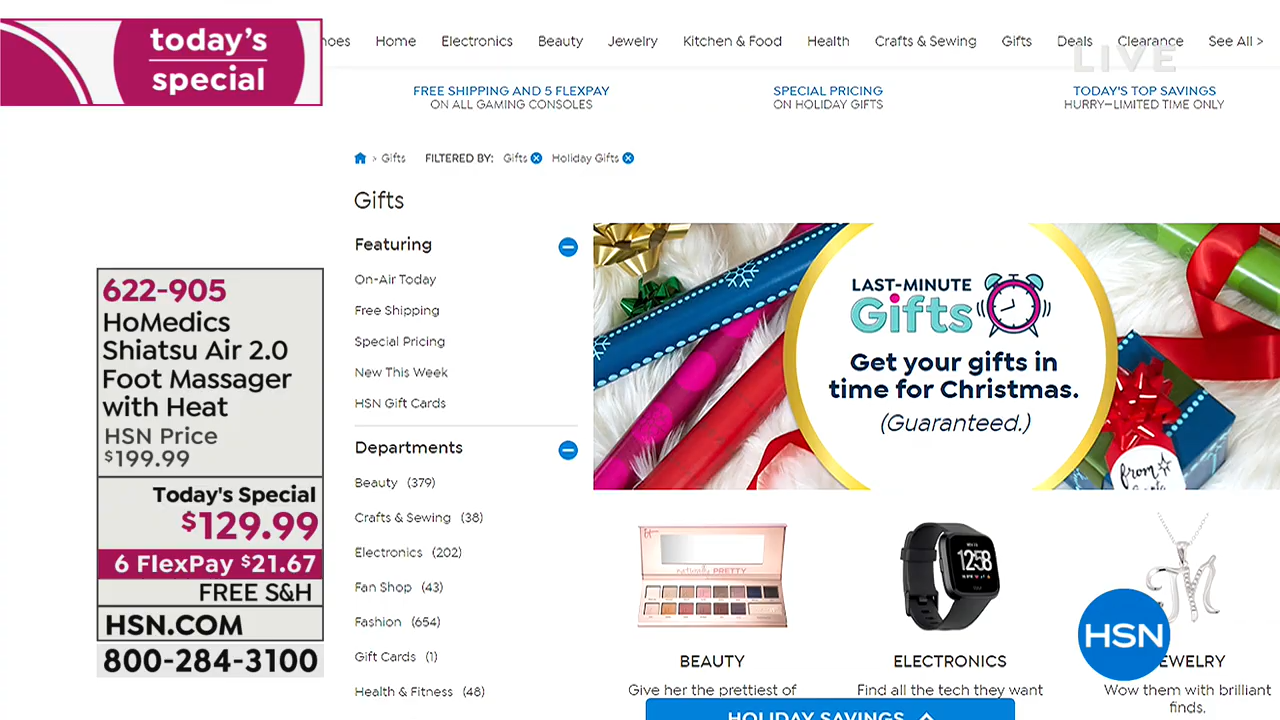 today's
special
Home Electronics Beauty Jewelry Kitchen & Food Health Crafts & Sewing Gifts Deals Clearance See All >
LIVE
FREE SHIPPING AND 5 FLEXPAY
ON ALL GAMING CONSOLES
SPECIAL PRICING
ON HOLIDAY GIFTS
TODAY'S TOP SAVINGS
HURRY—LIMITED TIME ONLY
> Gifts FILTERED BY: Gifts Holiday Gifts
Gifts
Featuring
On-Air Today
Free Shipping
Special Pricing
New This Week
HSN Gift Cards
Departments
Beauty (379)
Crafts & Sewing (38)
Electronics (202)
Fan Shop (43)
Fashion (654)
Gift Cards (1)
Health & Fitness (48)
622-905
HoMedics
Shiatsu Air 2.0
Foot Massager
with Heat
HSN Price
$199.99
Today's Special
$129.99
6 FlexPay $21.67
FREE S&H
HSN.COM
800-284-3100
LAST-MINUTE
Gifts
Get your gifts in
time for Christmas.
(Guaranteed.)
from
PRETTY
12:58
M
BEAUTY
Give her the prettiest of
ELECTRONICS
Find all the tech they want
EWELRY
Wow them with brilliant
finds.
HSN
HOLIDAY SAVINGS